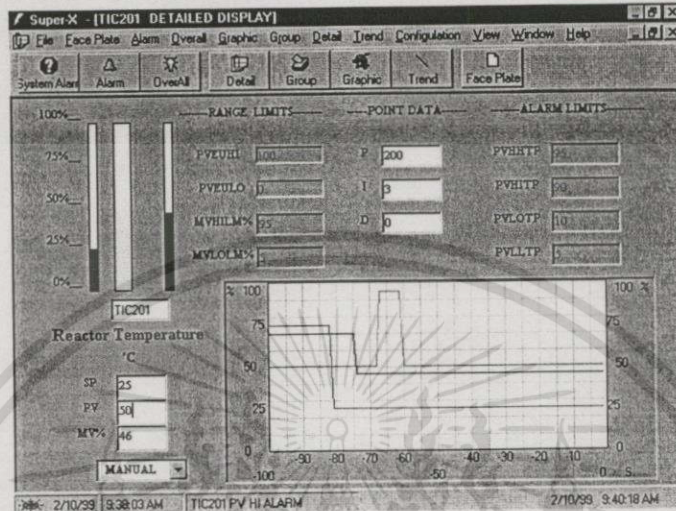 Super-X - [TIC201 DETAILED DISPLAY]
File Face Plate Alarm Overall Graphic Group Detail Trend Configulation View Window Help
System Alarm Alarm OverAll Detail Group Graphic Trend Face Plate
RANGE LIMITS POINT DATA ALARM LIMITS
100%
75%
50%
25%
0%
PVEUHI 100 P 200 PVHHTP 95
PVEULO 0 I 3 PVHITP 90
MVHILM% 95 D 0 PVLOTP 10
MVLOLM% 5 PVLLTP 5
TIC201
Reactor Temperature
°C
SP 25
PV 50
MV% 46
MANUAL
% 100 100 %
75 75
50 50
25 25
0 0
-90 -80 -70 -60 -40 -30 -20 -10
-100 -50 0 S.
2/10/99 9:38:03 AM TIC201 PV HI ALARM 2/10/99 9:40:18 AM